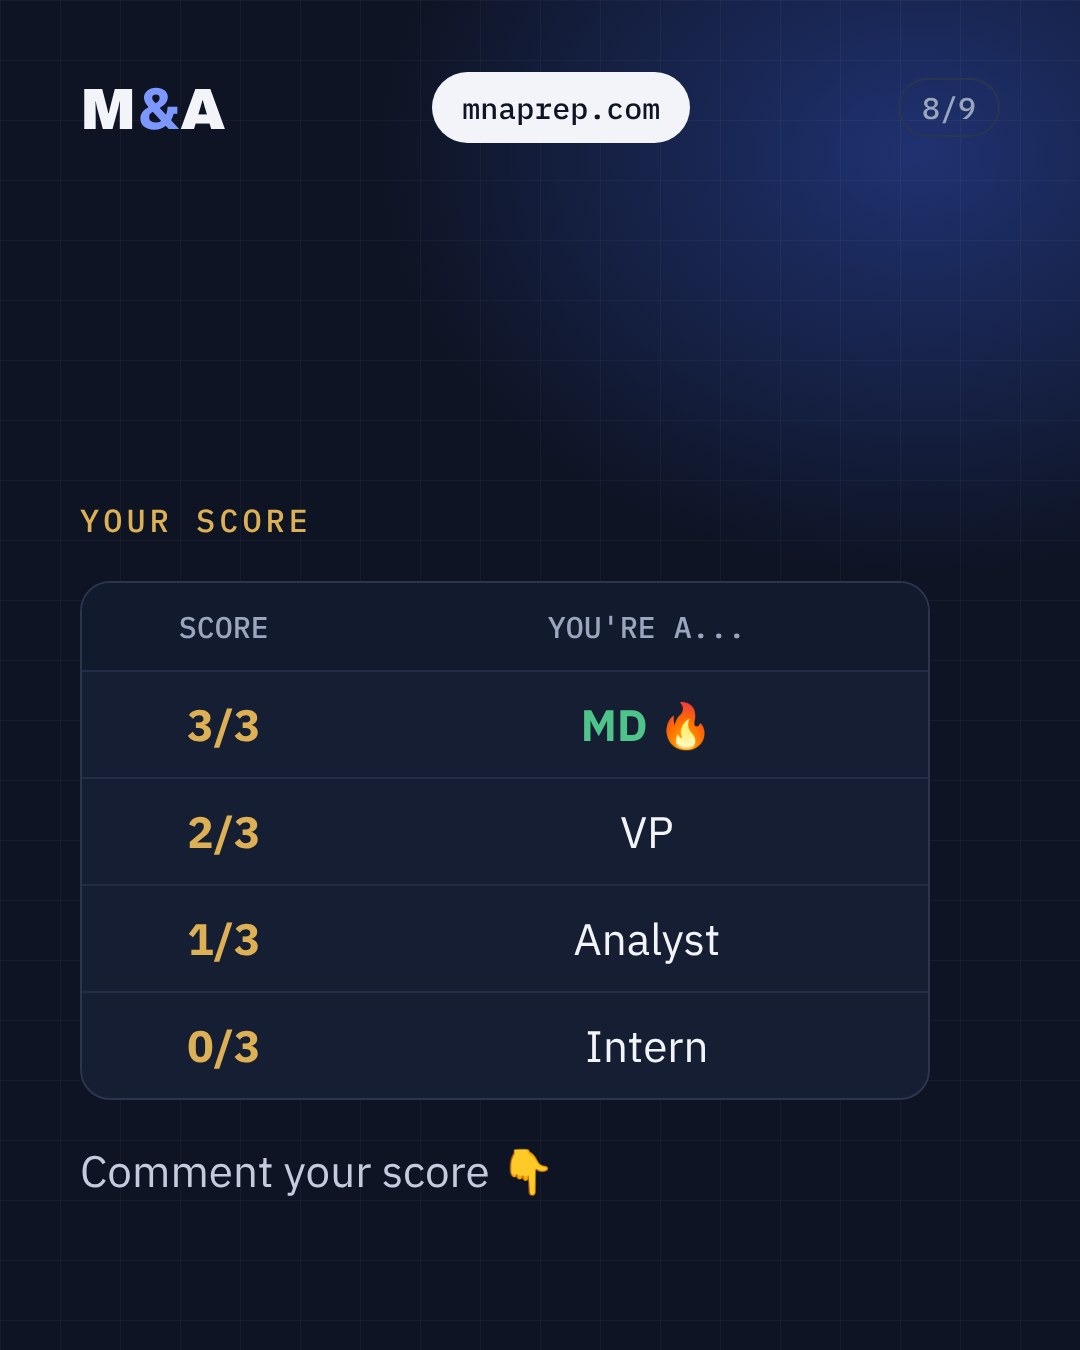 M&A
mnaprep.com
8/9
YOUR SCORE
SCORE YOU'RE A...
3/3 MD 🔥
2/3 VP
1/3 Analyst
0/3 Intern
Comment your score 👇